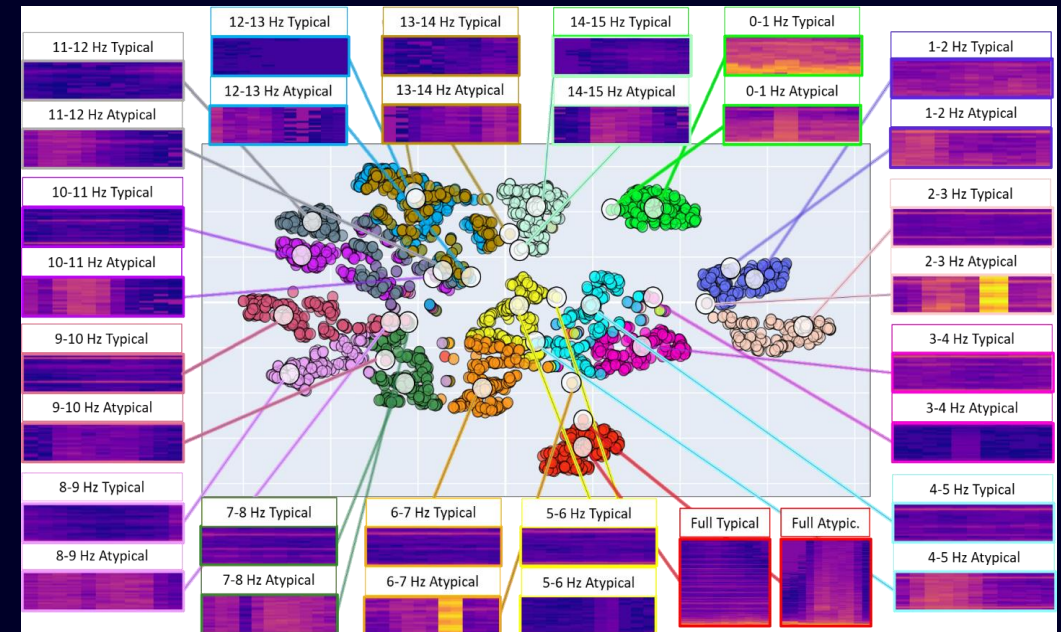 12-13 Hz Typical
13-14 Hz Typical
14-15 Hz Typical
0-1 Hz Typical
11-12 Hz Typical
1-2 Hz Typical
12-13 Hz Atypical
13-14 Hz Atypical
14-15 Hz Atypical
0-1 Hz Atypical
11-12 Hz Atypical
1-2 Hz Atypical
10-11 Hz Typical
2-3 Hz Typical
10-11 Hz Atypical
2-3 Hz Atypical
9-10 Hz Typical
3-4 Hz Typical
9-10 Hz Atypical
3-4 Hz Atypical
8-9 Hz Typical
4-5 Hz Typical
7-8 Hz Typical
6-7 Hz Typical
5-6 Hz Typical
Full Typical
Full Atypic.
8-9 Hz Atypical
4-5 Hz Atypical
7-8 Hz Atypical
6-7 Hz Atypical
5-6 Hz Atypical